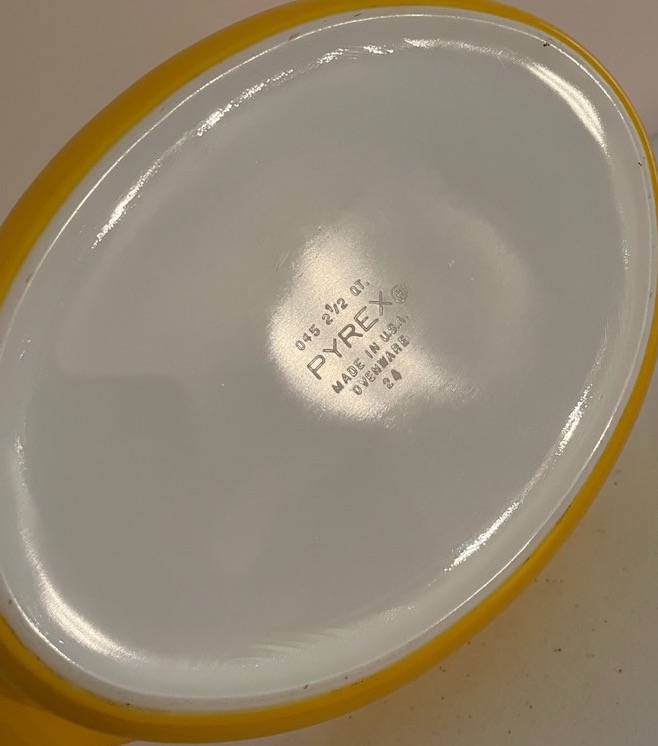 045 2½ QT.
PYREX®
MADE IN U.S.A.
OVENWARE
24